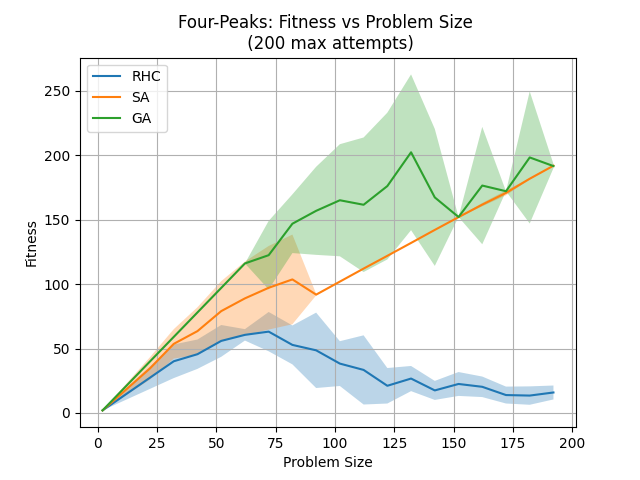 Four-Peaks: Fitness vs Problem Size
(200 max attempts)
RHC
SA
GA
250
200
150
100
50
0
Fitness
0 25 50 75 100 125 150 175 200
Problem Size